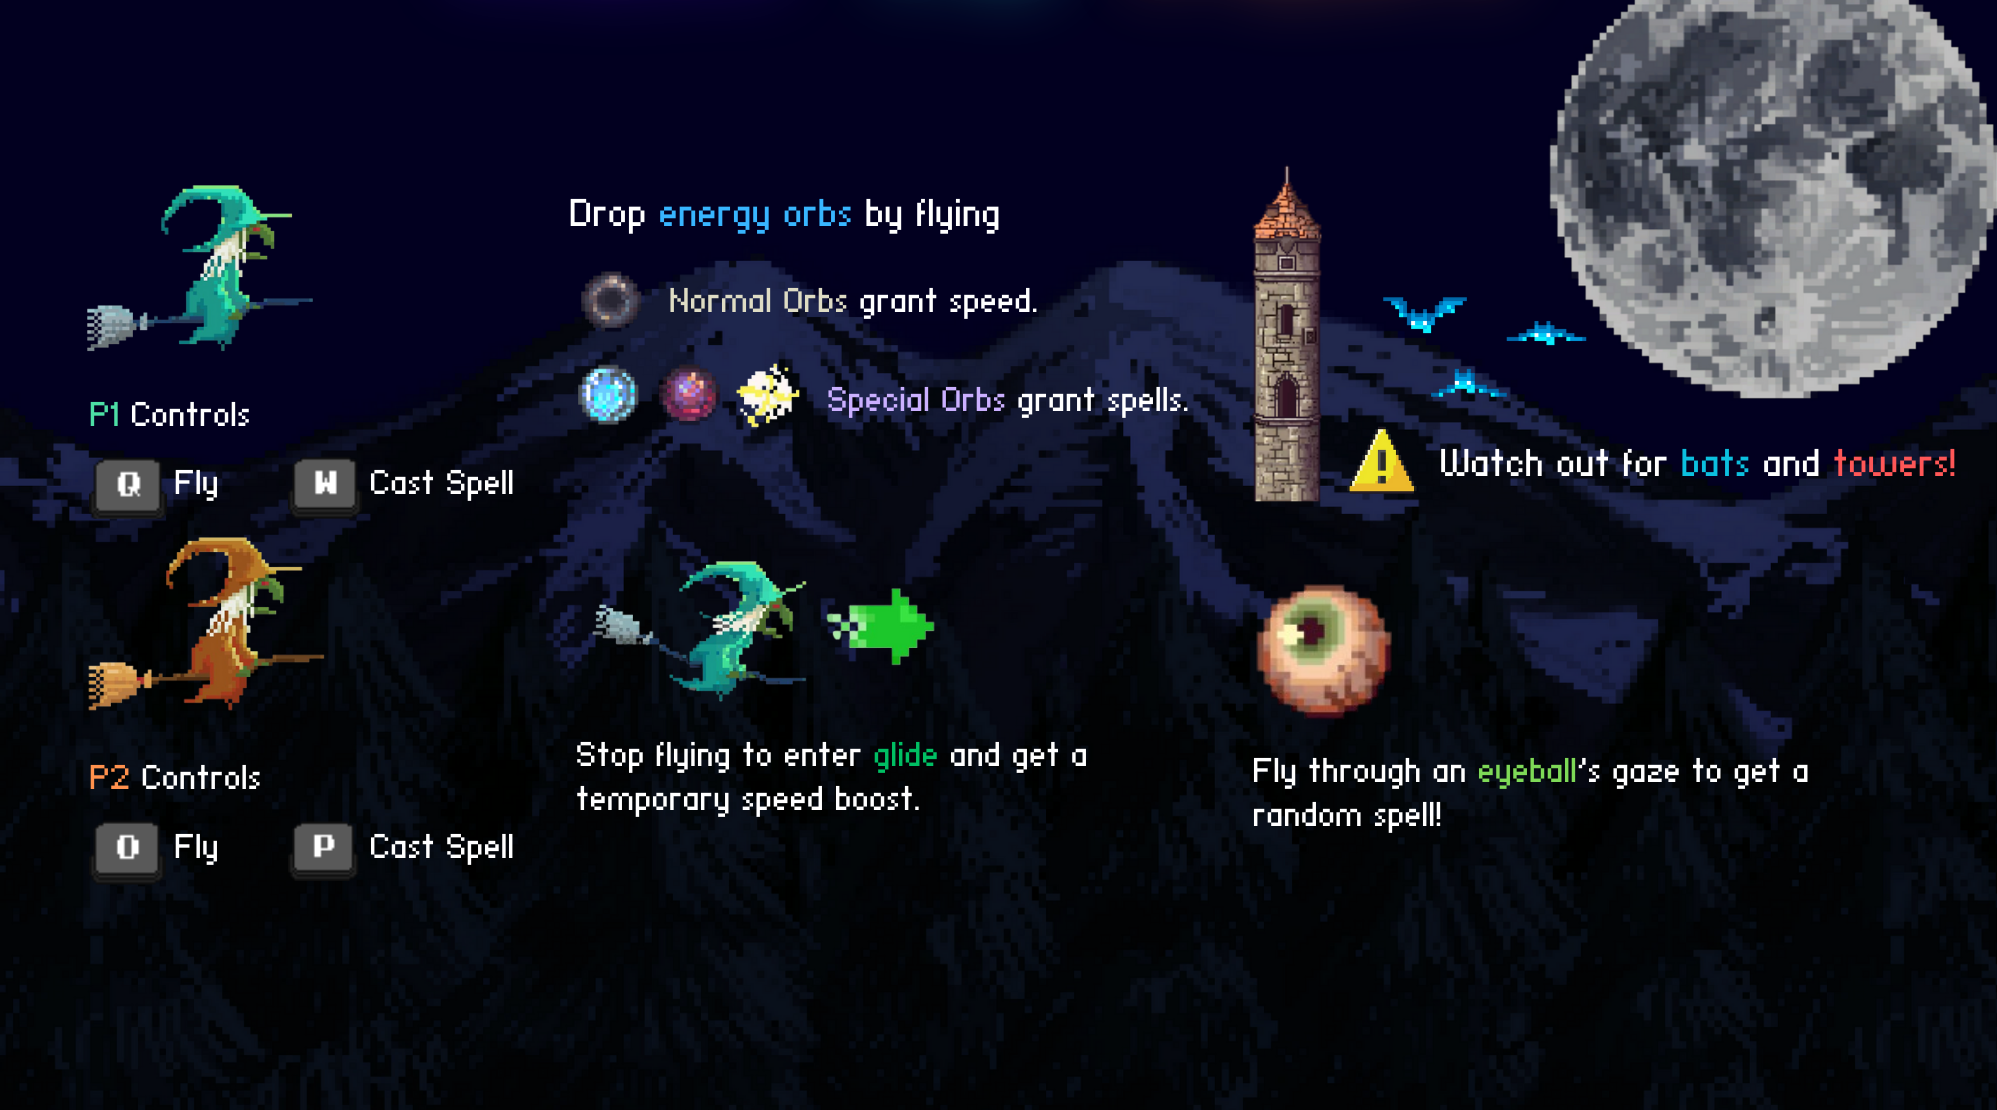 P1 Controls
Q Fly W Cast Spell
P2 Controls
O Fly P Cast Spell
Drop energy orbs by flying
Normal Orbs grant speed.
Special Orbs grant spells.
Stop flying to enter glide and get a
temporary speed boost.
! Watch out for bats and towers!
Fly through an eyeball's gaze to get a
random spell!